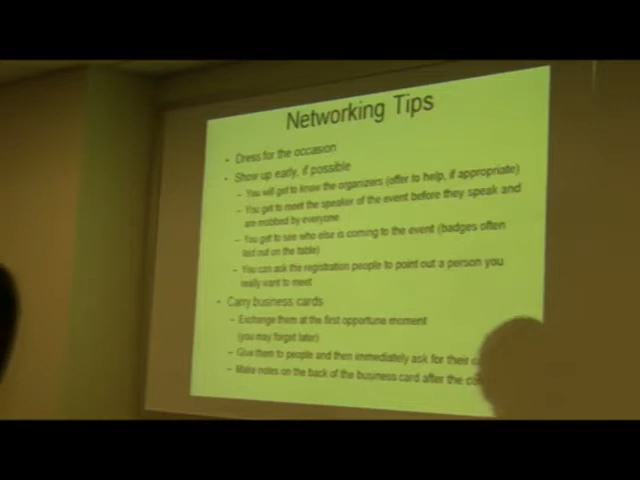 Networking Tips
• Dress for the occasion
• Show up early, if possible
– You will get to know the organizers (offer to help, if appropriate)
– You get to meet the speaker of the event before they speak and
are mobbed by everyone
– You get to see who else is coming to the event (badges often
laid out on the table)
– You can ask the registration people to point out a person you
really want to meet
• Carry business cards
– Exchange them at the first opportune moment
(you may forget later)
– Give them to people and then immediately ask for their
– Make notes on the back of the business card after the